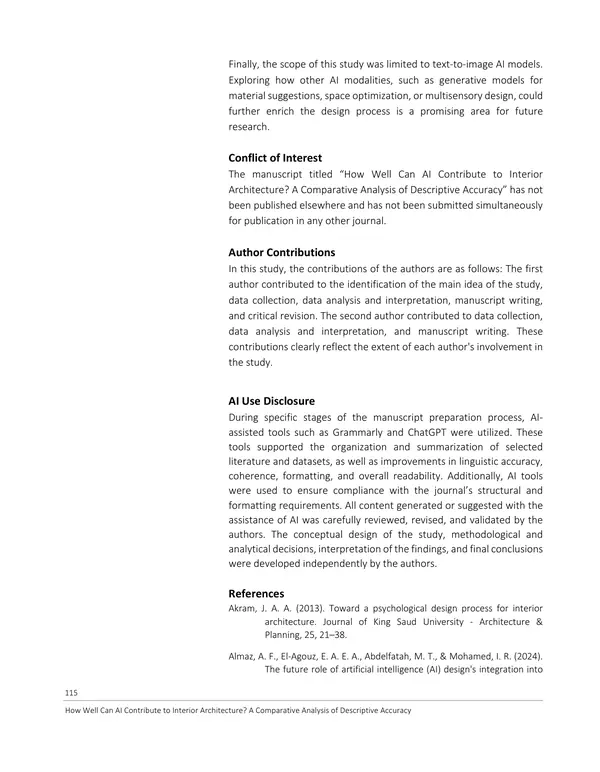 Finally, the scope of this study was limited to text-to-image AI models.
Exploring how other AI modalities, such as generative models for
material suggestions, space optimization, or multisensory design, could
further enrich the design process is a promising area for future
research.
Conflict of Interest
The manuscript titled “How Well Can AI Contribute to Interior
Architecture? A Comparative Analysis of Descriptive Accuracy” has not
been published elsewhere and has not been submitted simultaneously
for publication in any other journal.
Author Contributions
In this study, the contributions of the authors are as follows: The first
author contributed to the identification of the main idea of the study,
data collection, data analysis and interpretation, manuscript writing,
and critical revision. The second author contributed to data collection,
data analysis and interpretation, and manuscript writing. These
contributions clearly reflect the extent of each author's involvement in
the study.
AI Use Disclosure
During specific stages of the manuscript preparation process, AI-
assisted tools such as Grammarly and ChatGPT were utilized. These
tools supported the organization and summarization of selected
literature and datasets, as well as improvements in linguistic accuracy,
coherence, formatting, and overall readability. Additionally, AI tools
were used to ensure compliance with the journal’s structural and
formatting requirements. All content generated or suggested with the
assistance of AI was carefully reviewed, revised, and validated by the
authors. The conceptual design of the study, methodological and
analytical decisions, interpretation of the findings, and final conclusions
were developed independently by the authors.
References
Akram, J. A. A. (2013). Toward a psychological design process for interior
architecture. Journal of King Saud University - Architecture &
Planning, 25, 21–38.
Almaz, A. F., El-Agouz, E. A. E. A., Abdelfatah, M. T., & Mohamed, I. R. (2024).
The future role of artificial intelligence (AI) design's integration into
115
How Well Can AI Contribute to Interior Architecture? A Comparative Analysis of Descriptive Accuracy